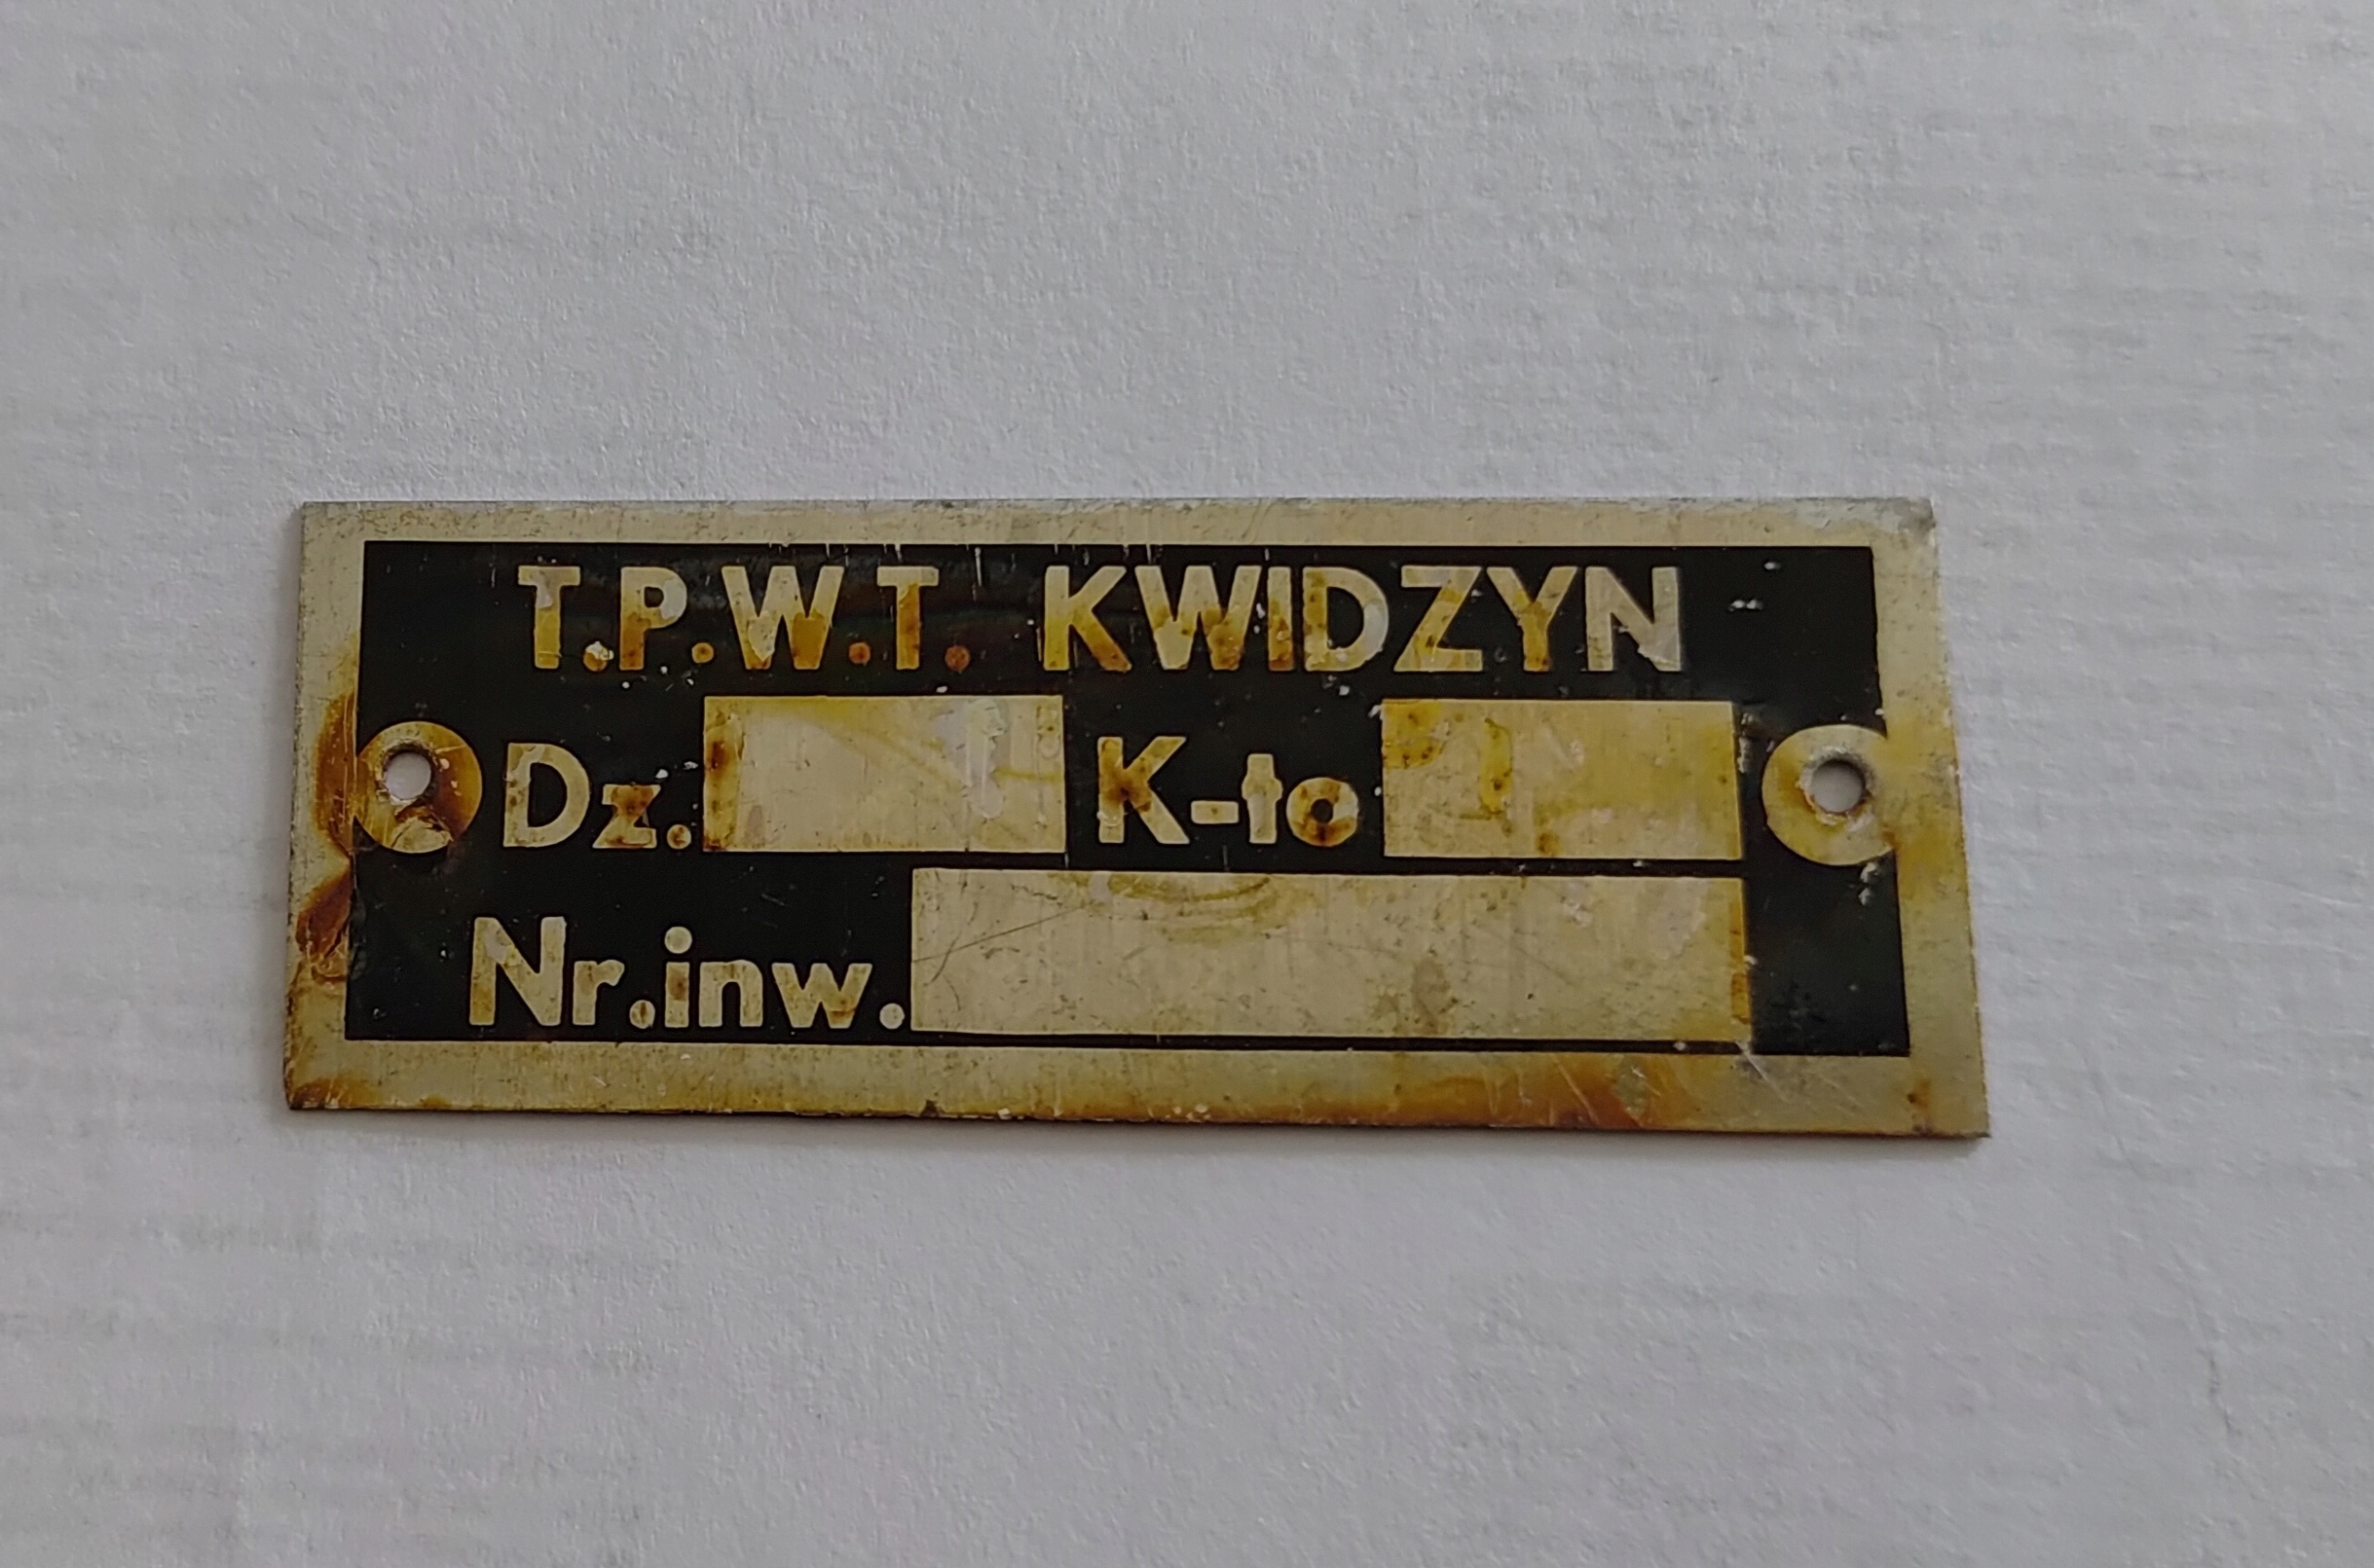 T.P.W.T. KWIDZYN
Dz. K-to
Nr.inw.